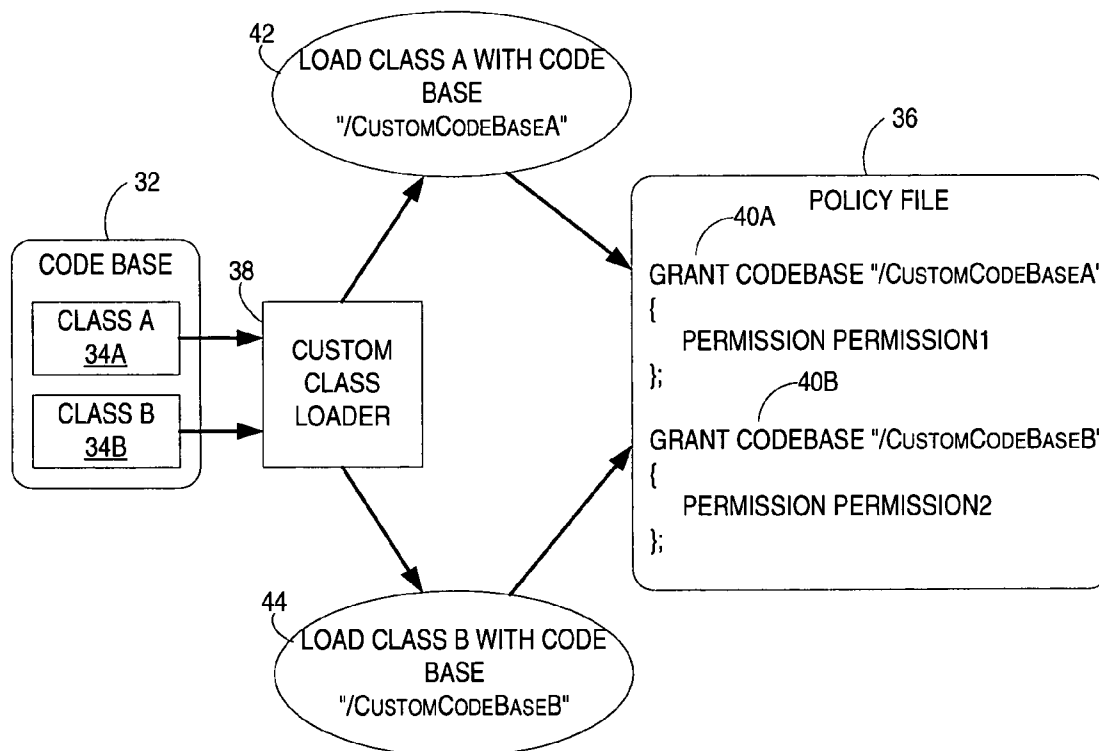 42
LOAD CLASS A WITH CODE
BASE
"/CUSTOMCODEBASEA"
32
CODE BASE
CLASS A
34A
CLASS B
34B
38
CUSTOM
CLASS
LOADER
44
LOAD CLASS B WITH CODE
BASE
"/CUSTOMCODEBASEB"
36
POLICY FILE
40A
GRANT CODEBASE "/CUSTOMCODEBASEA"
{
PERMISSION PERMISSION1
};
40B
GRANT CODEBASE "/CUSTOMCODEBASEB"
{
PERMISSION PERMISSION2
};